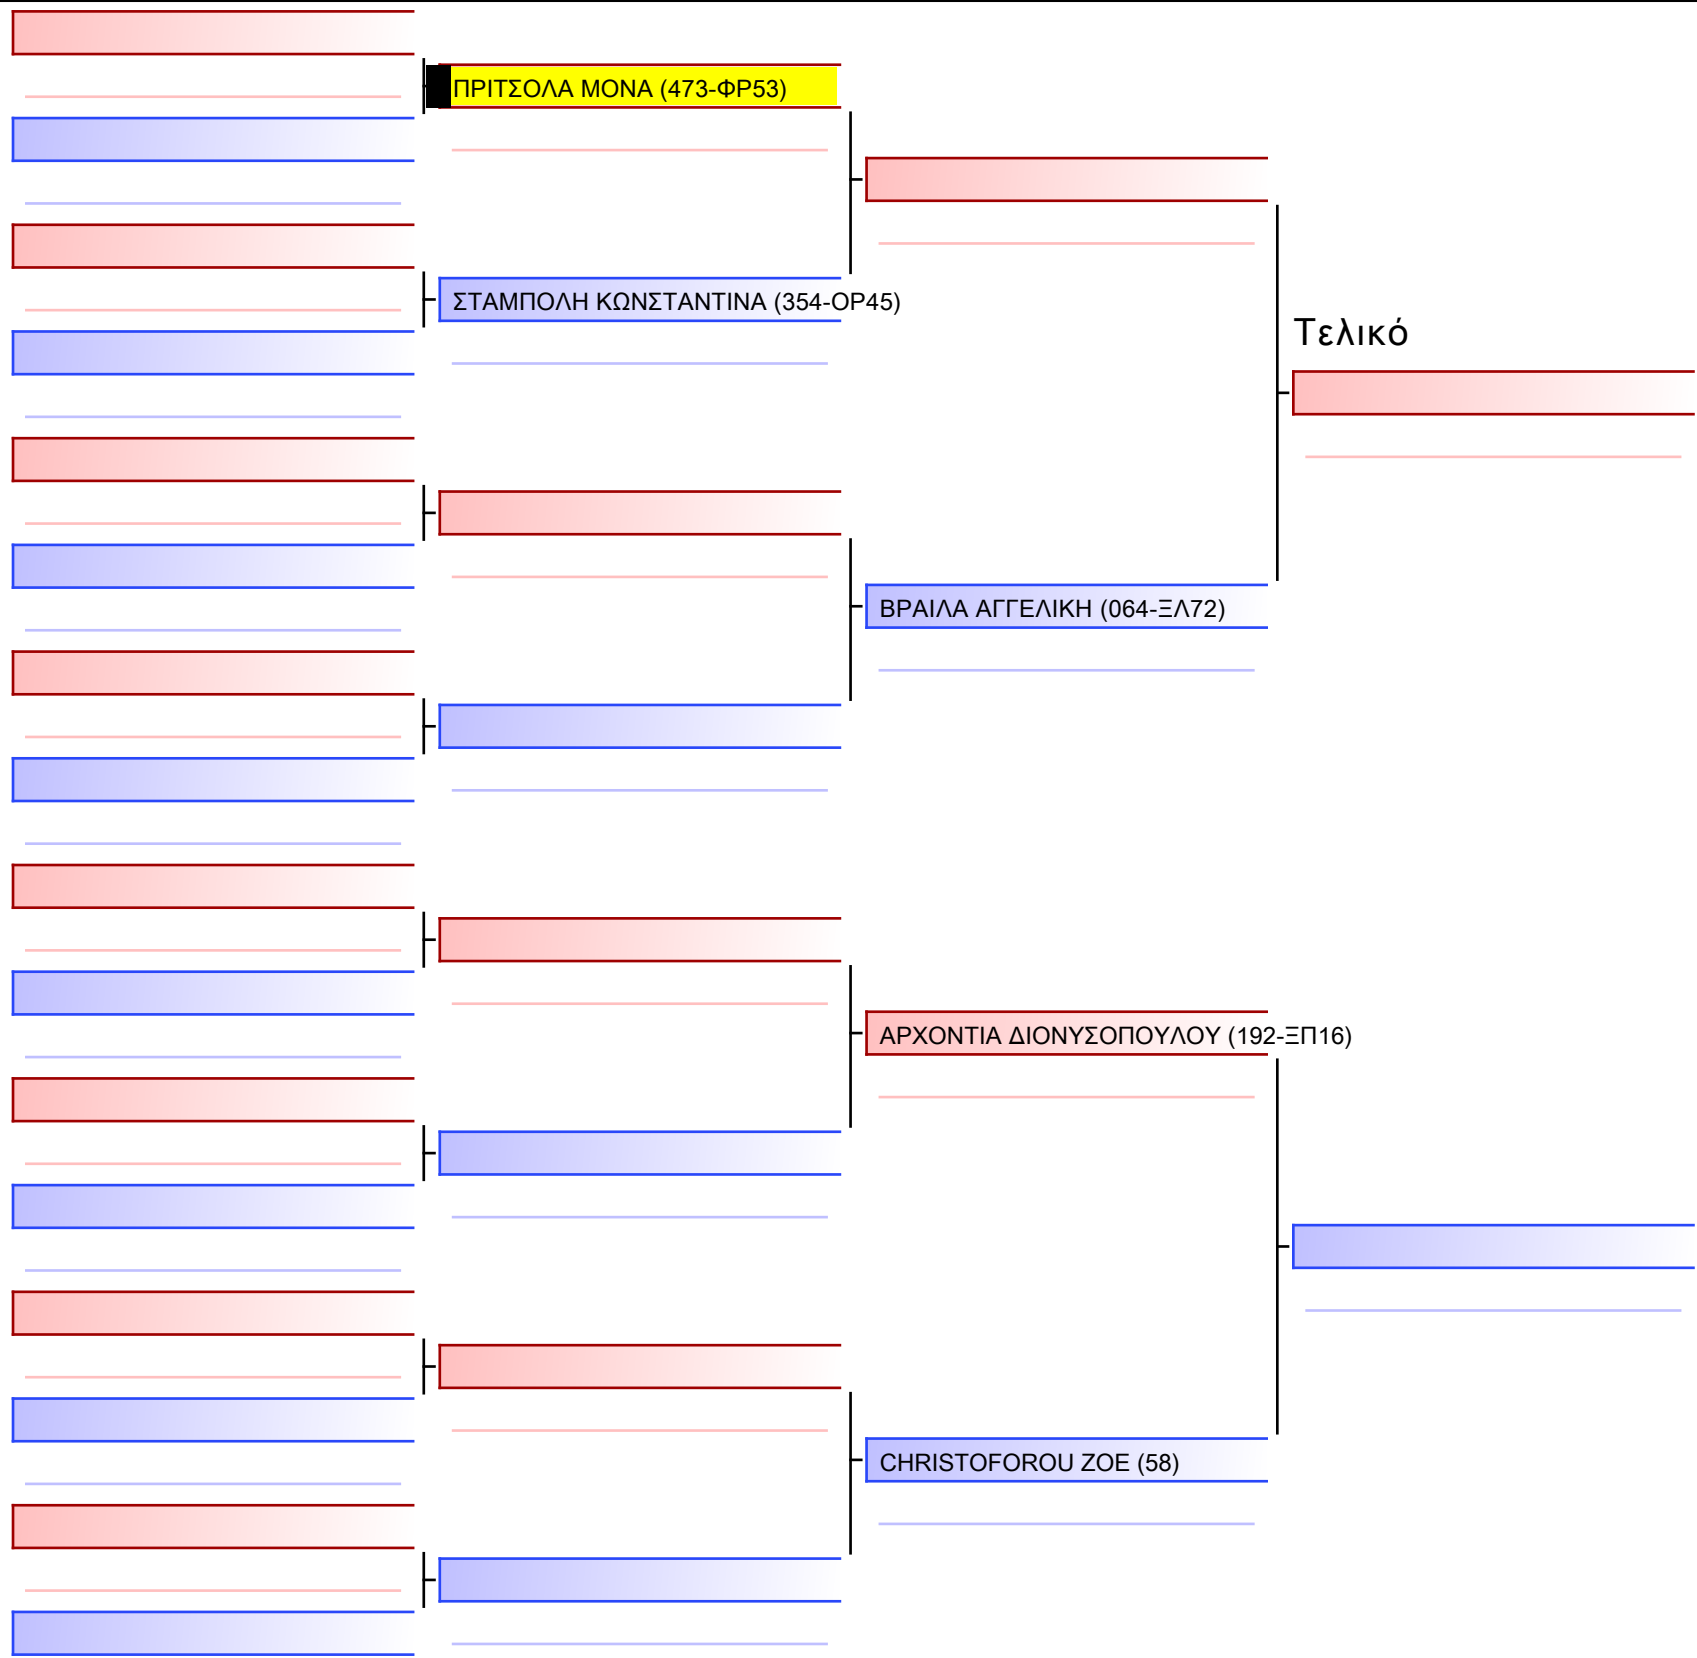 ΠΡΙΤΣΟΛΑ ΜΟΝΑ (473-ΦΡ53)
ΣΤΑΜΠΟΛΗ ΚΩΝΣΤΑΝΤΙΝΑ (354-ΟΡ45)
Τελικό
ΒΡΑΙΛΑ ΑΓΓΕΛΙΚΗ (064-ΞΛ72)
ΑΡΧΟΝΤΙΑ ΔΙΟΝΥΣΟΠΟΥΛΟΥ (192-ΞΠ16)
CHRISTOFOROU ZOE (58)